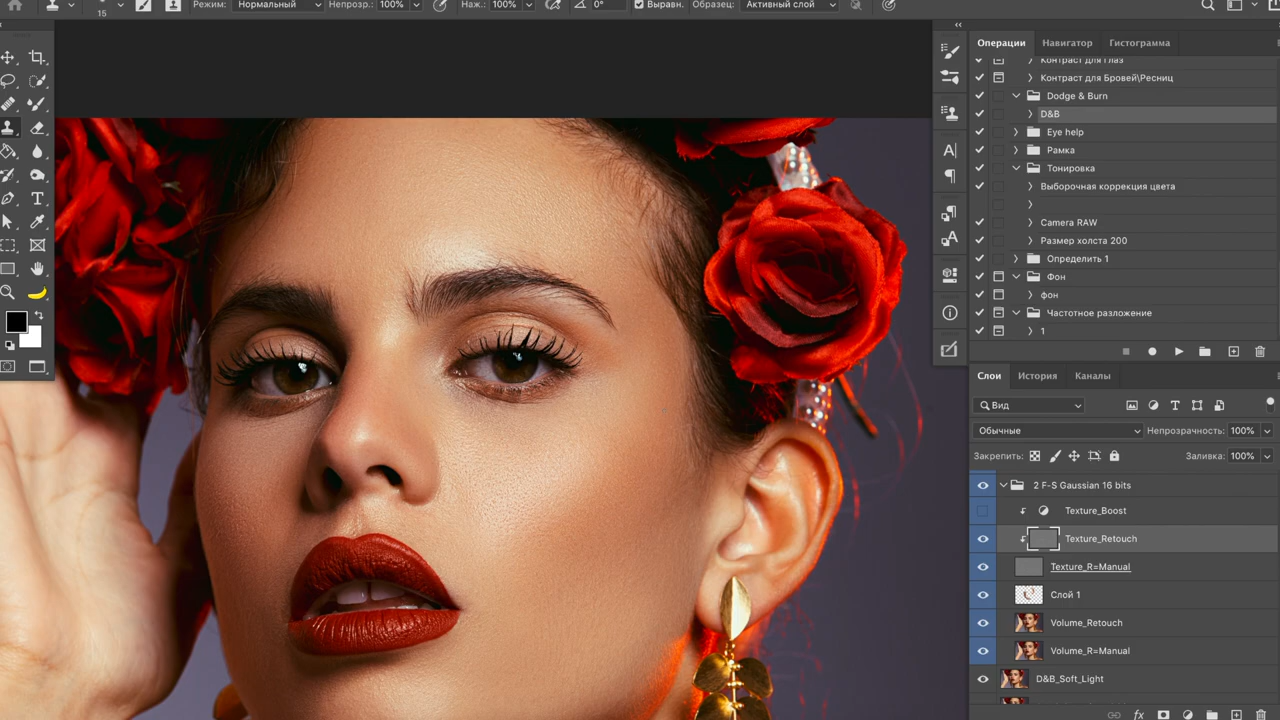 Режим: Нормальный Непрозр.: 100% Наж.: 100% 0° Выравн. Образец: Активный слой
15
Операции Навигатор Гистограмма
Контраст для Глаз
Контраст для Бровей\Ресниц
Dodge & Burn
D&B
Eye help
Рамка
Тонировка
Выборочная коррекция цвета
Camera RAW
Размер холста 200
Определить 1
Фон
фон
Частотное разложение
1
Слои История Каналы
Вид
Обычные Непрозрачность: 100%
Закрепить: Заливка: 100%
2 F-S Gaussian 16 bits
Texture_Boost
Texture_Retouch
Texture_R=Manual
Слой 1
Volume_Retouch
Volume_R=Manual
D&B_Soft_Light